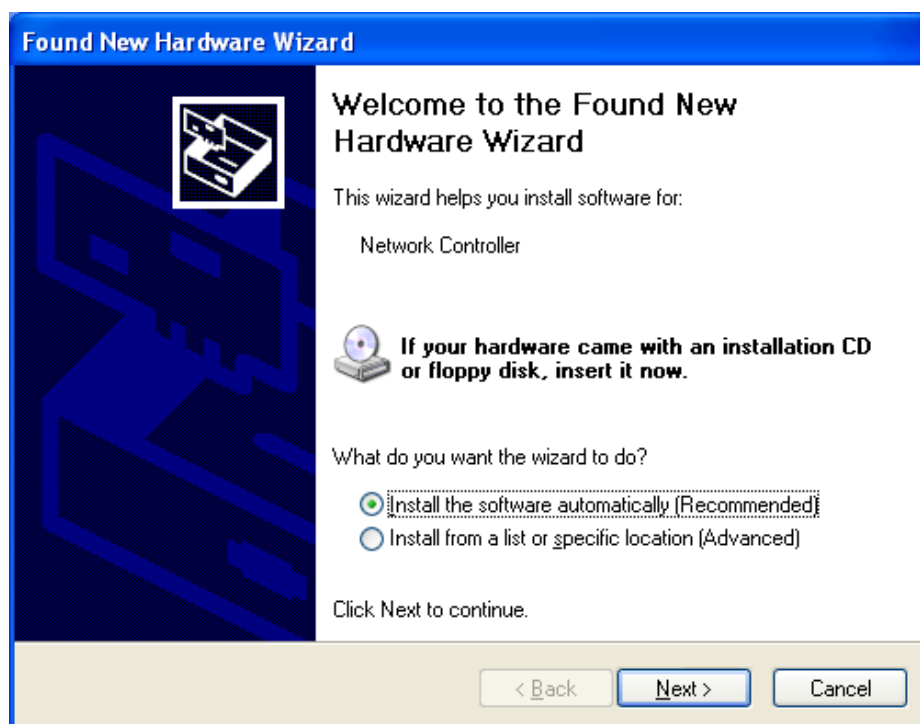 Found New Hardware Wizard
Welcome to the Found New
Hardware Wizard
This wizard helps you install software for:
Network Controller
If your hardware came with an installation CD
or floppy disk, insert it now.
What do you want the wizard to do?
Install the software automatically (Recommended)
Install from a list or specific location (Advanced)
Click Next to continue.
< Back Next > Cancel